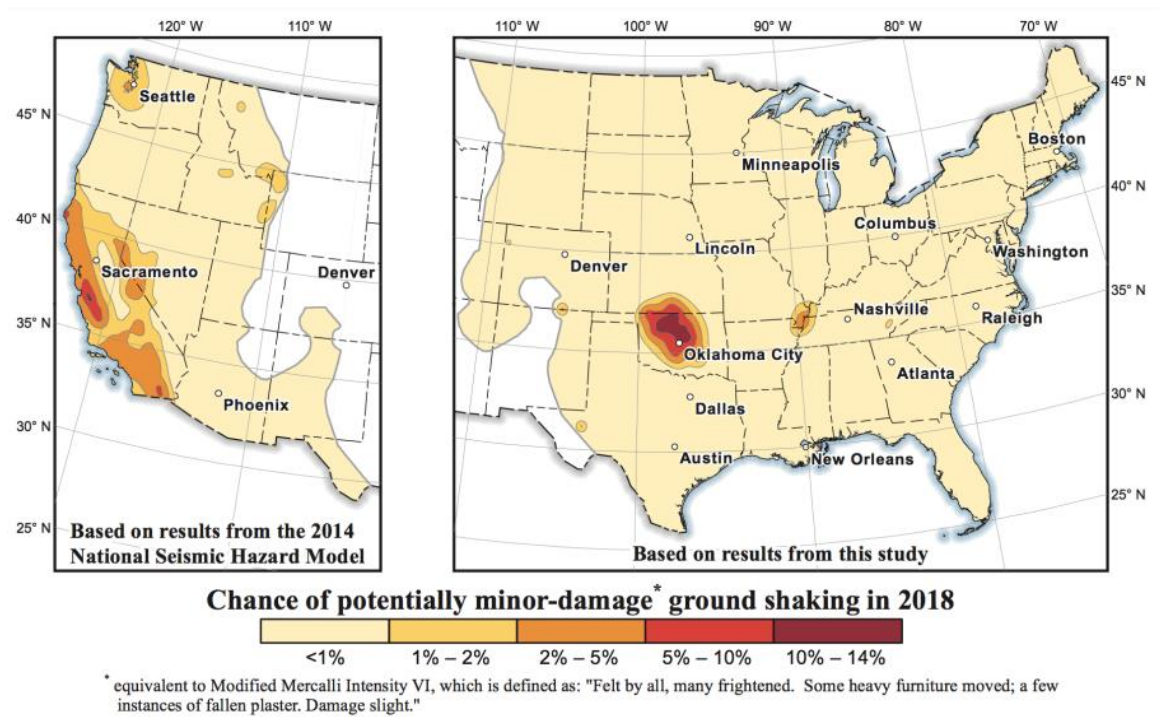 120° W
110° W
110° W
100° W
90° W
80° W
70° W
45° N
40° N
35° N
30° N
25° N
Seattle
Sacramento
Denver
Phoenix
Based on results from the 2014
National Seismic Hazard Model
45° N
40° N
35° N
30° N
25° N
Boston
Minneapolis
Columbus
Washington
Lincoln
Denver
Nashville
Raleigh
Oklahoma City
Atlanta
Dallas
Austin
New Orleans
Based on results from this study
Chance of potentially minor-damage* ground shaking in 2018
<1%
1% – 2%
2% – 5%
5% – 10%
10% – 14%
* equivalent to Modified Mercalli Intensity VI, which is defined as: "Felt by all, many frightened. Some heavy furniture moved; a few
instances of fallen plaster. Damage slight."